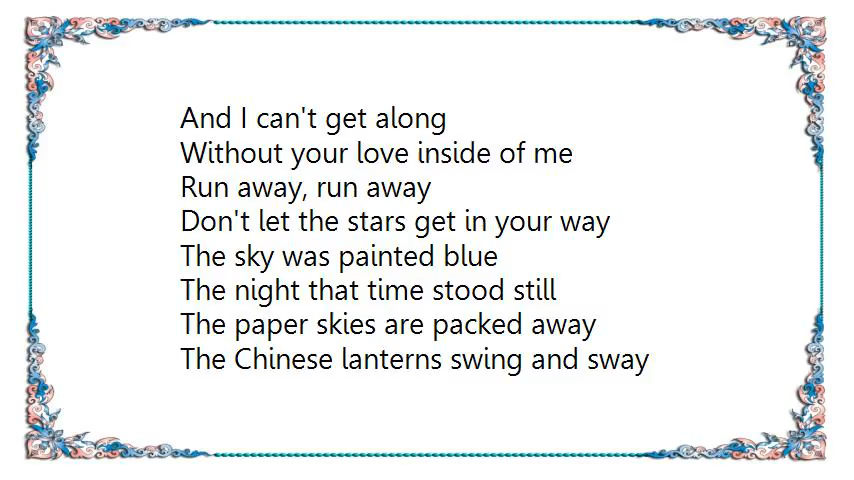 And I can't get along
Without your love inside of me
Run away, run away
Don't let the stars get in your way
The sky was painted blue
The night that time stood still
The paper skies are packed away
The Chinese lanterns swing and sway